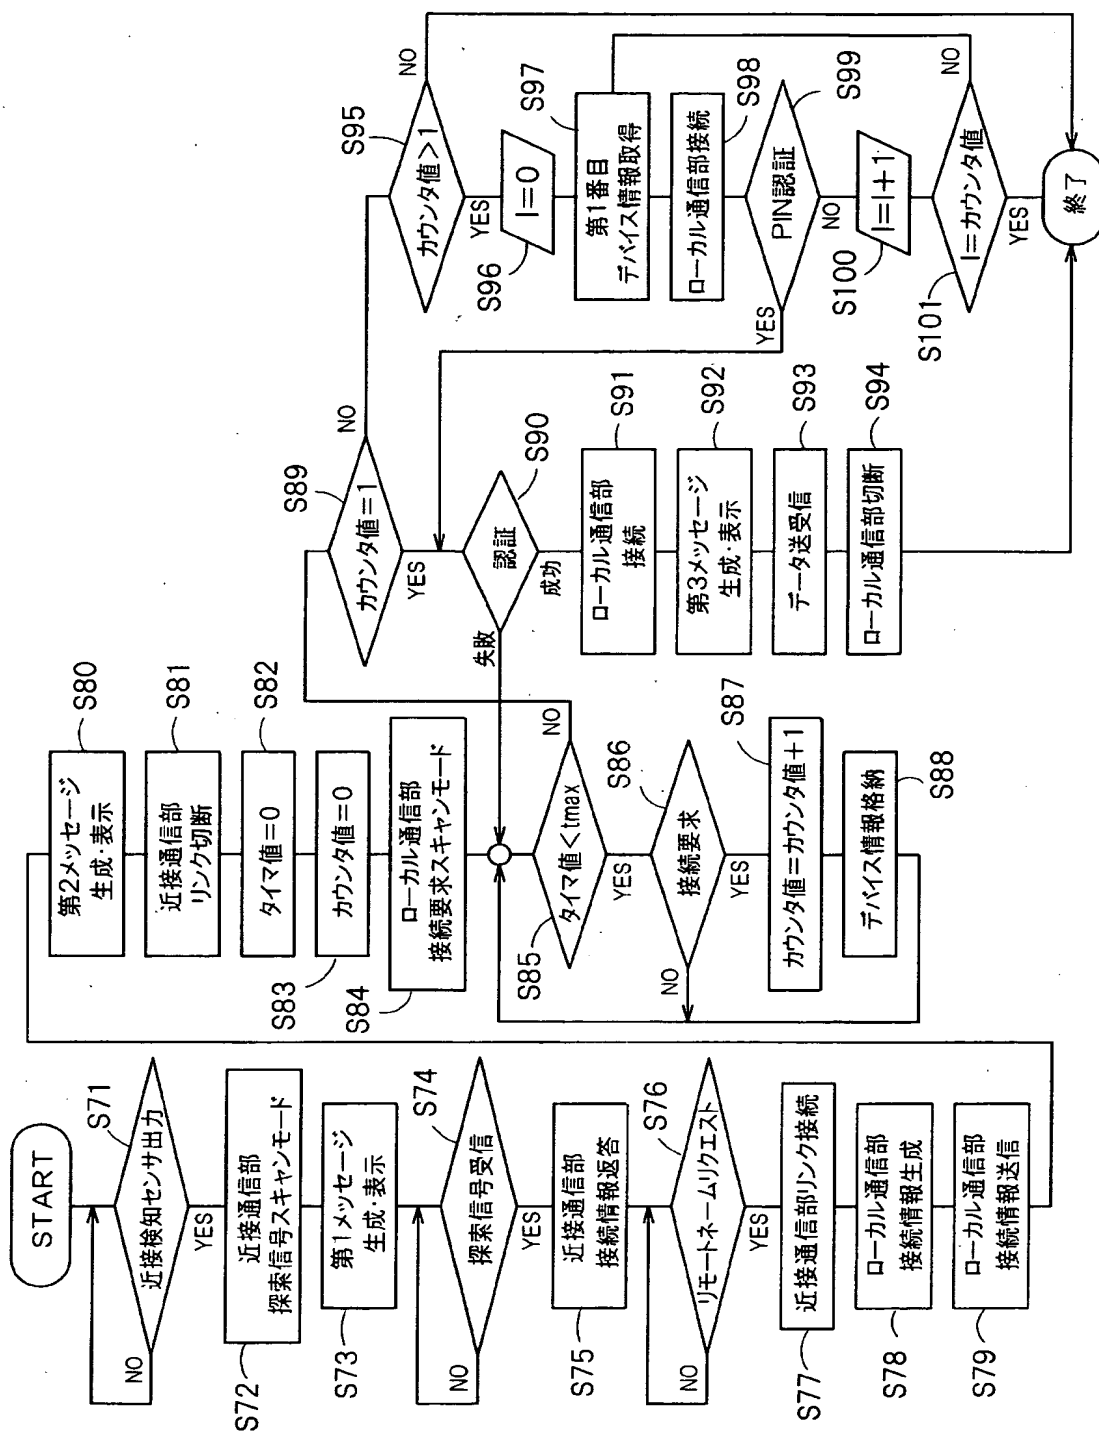 START
S71
近接検知センサ出力
NO
YES
S72
近接通信部
探索信号スキャンモード
S73
第1メッセージ
生成・表示
S74
探索信号受信
NO
YES
S75
近接通信部
接続情報返答
S76
リモートネームリクエスト
NO
YES
S77
近接通信部リンク接続
S78
ローカル通信部
接続情報生成
S79
ローカル通信部
接続情報送信
S80
第2メッセージ
生成・表示
S81
近接通信部
リンク切断
S82
タイマ値=0
S83
カウンタ値=0
S84
ローカル通信部
接続要求スキャンモード
S85
タイマ値<tmax
NO
YES
S86
接続要求
NO
YES
S87
カウンタ値=カウンタ値+1
S88
デバイス情報格納
S89
カウンタ値=1
NO
YES
S90
認証
失敗
成功
S91
ローカル通信部
接続
S92
第3メッセージ
生成・表示
S93
データ送受信
S94
ローカル通信部切断
S95
カウンタ値>1
NO
YES
S96
I=0
S97
第1番目
デバイス情報取得
S98
ローカル通信部接続
S99
PIN認証
YES
NO
S100
I=I+1
S101
I=カウンタ値
NO
YES
終了